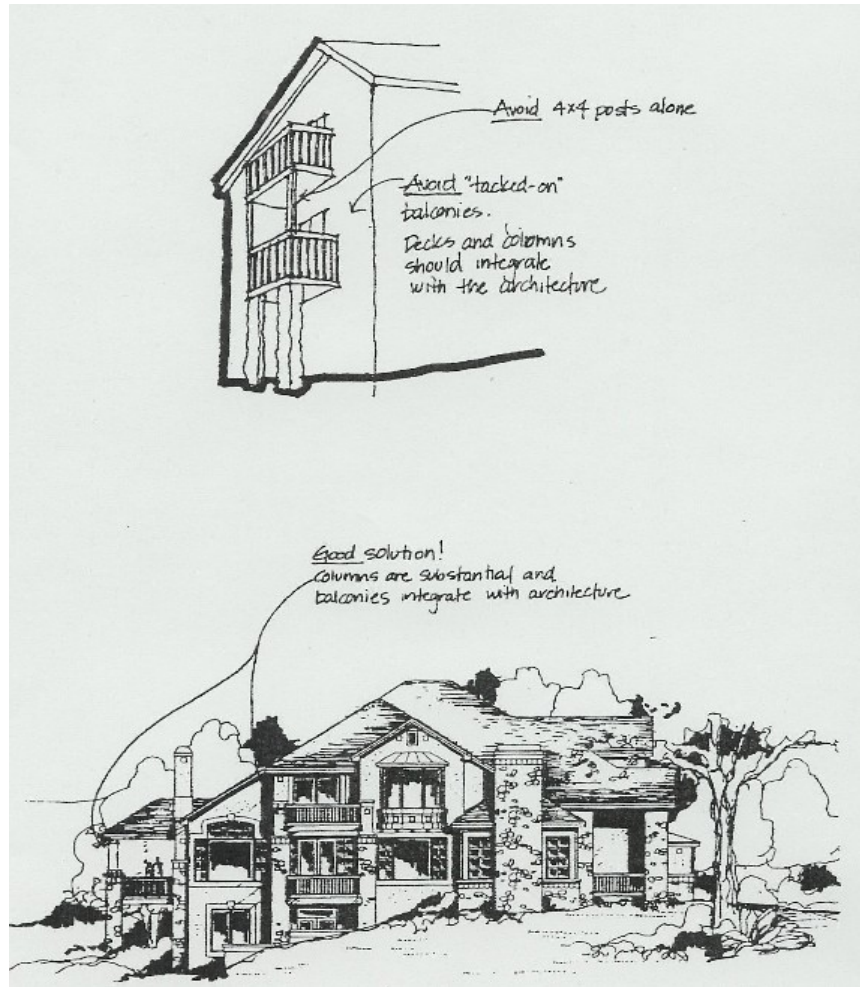 Avoid 4x4 posts alone
Avoid "tacked-on"
balconies.
Decks and columns
should integrate
with the architecture
Good solution!
Columns are substantial and
balconies integrate with architecture